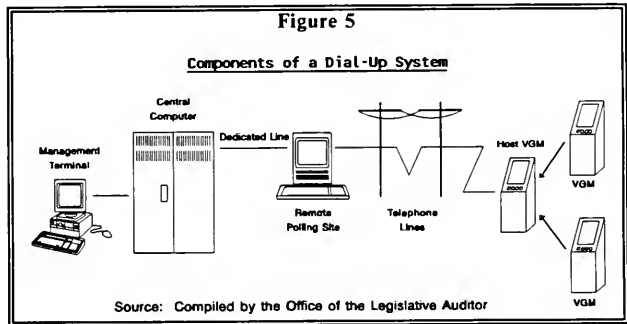 Figure 5
Components of a Dial-Up System
Central
Computer
Dedicated Line
Management
Terminal
Host VGM
VGM
Remote
Polling Site
Telephone
Lines
VGM
Source: Compiled by the Office of the Legislative Auditor